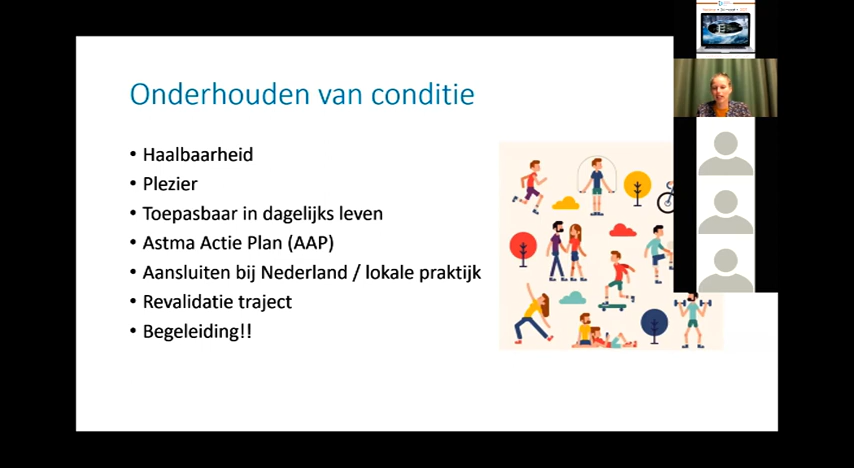 Onderhouden van conditie
• Haalbaarheid
• Plezier
• Toepasbaar in dagelijks leven
• Astma Actie Plan (AAP)
• Aansluiten bij Nederland / lokale praktijk
• Revalidatie traject
• Begeleiding!!